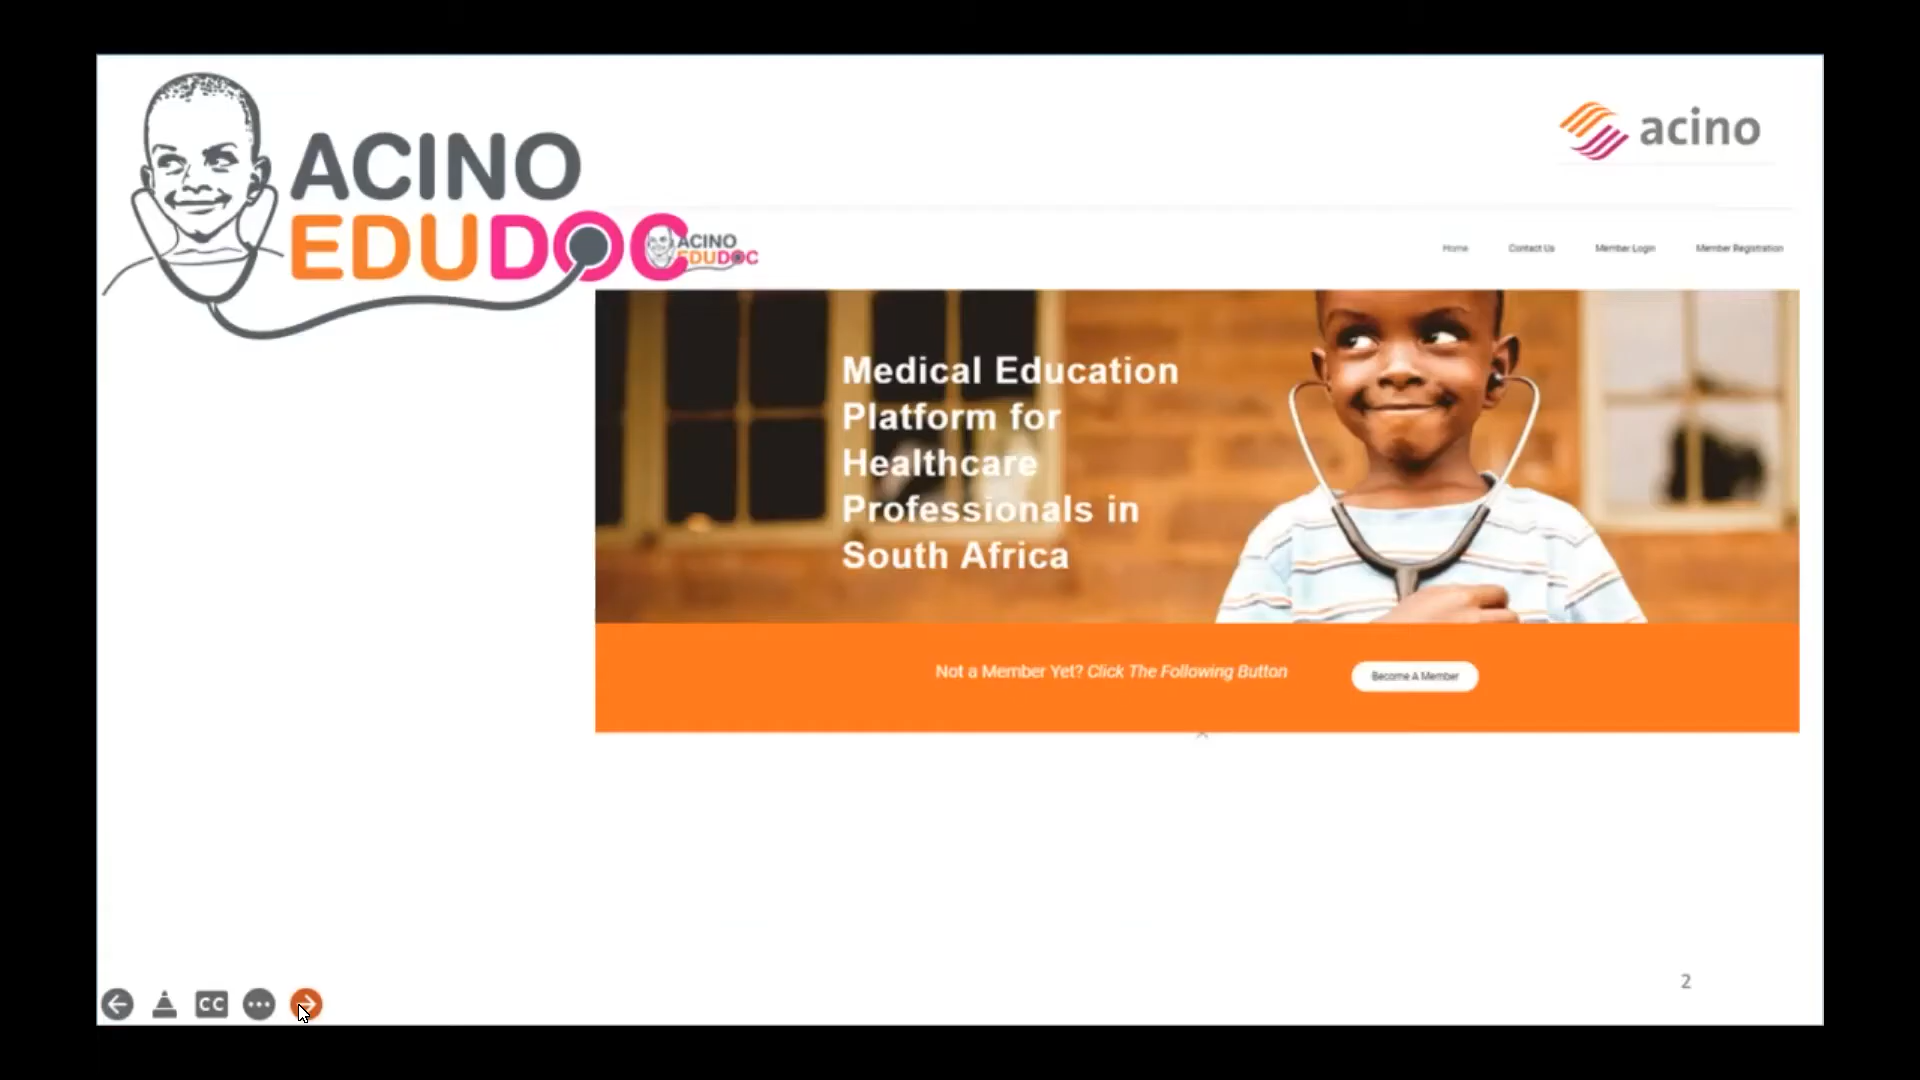 ACINO
EDUDOC
acino
ACINO
EDUDOC
Home Contact Us Member Login Member Registration
Medical Education
Platform for
Healthcare
Professionals in
South Africa
Not a Member Yet? Click The Following Button
Become A Member
2
CC